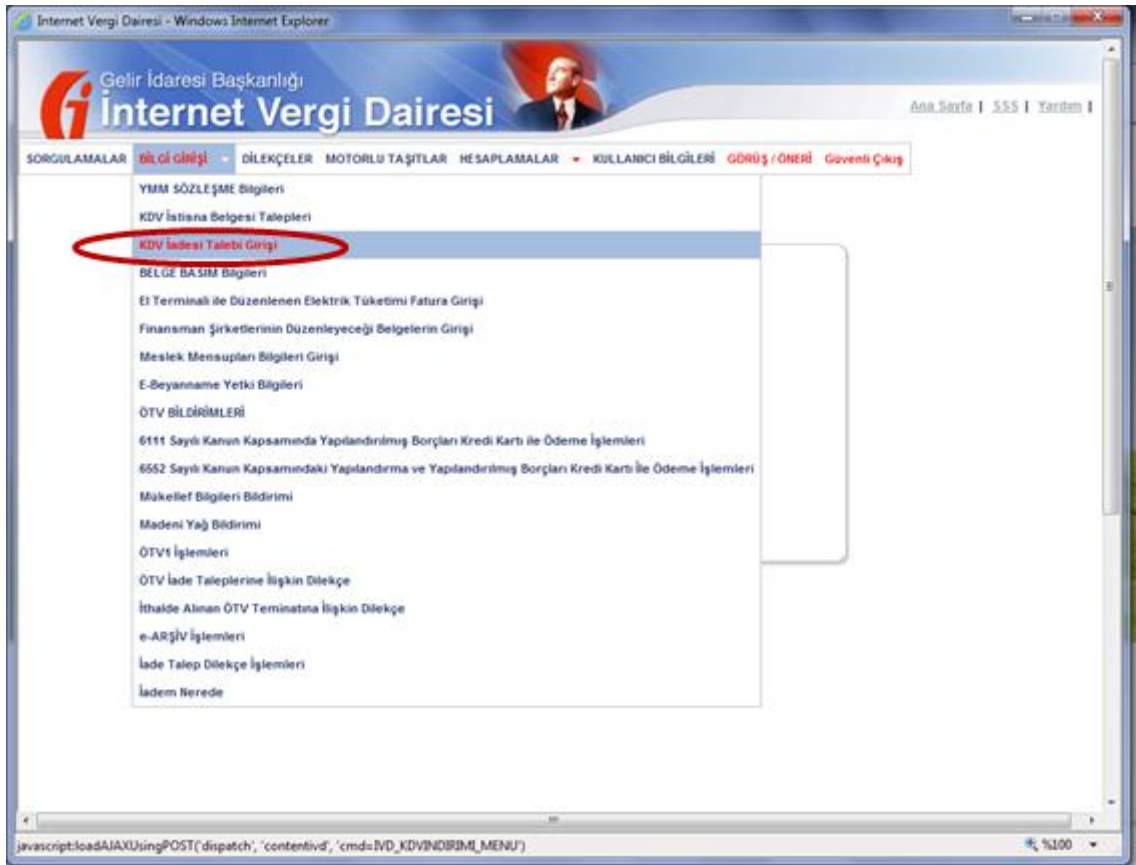 Internet Vergi Dairesi - Windows Internet Explorer
Gelir İdaresi Başkanlığı
İnternet Vergi Dairesi
Ana Sayfa | SSS | Yardım |
SORGULAMALAR BİLGİ GİRİŞİ DİLEKÇELER MOTORLU TAŞITLAR HESAPLAMALAR KULLANICI BİLGİLERİ GÖRÜŞ / ÖNERİ Güvenli Çıkış
YMM SÖZLEŞME Bilgileri
KDV İstisna Belgesi Talepleri
KDV İadesi Talebi Girişi
BELGE BASIM Bilgileri
El Terminali ile Düzenlenen Elektrik Tüketimi Fatura Girişi
Finansman Şirketlerinin Düzenleyeceği Belgelerin Girişi
Meslek Mensupları Bilgileri Girişi
E-Beyanname Yetki Bilgileri
ÖTV BİLDİRİMLERİ
6111 Sayılı Kanun Kapsamında Yapılandırılmış Borçları Kredi Kartı ile Ödeme İşlemleri
6552 Sayılı Kanun Kapsamındaki Yapılandırma ve Yapılandırılmış Borçları Kredi Kartı İle Ödeme İşlemleri
Mükellef Bilgileri Bildirimi
Madeni Yağ Bildirimi
ÖTV1 İşlemleri
ÖTV İade Taleplerine İlişkin Dilekçe
İthalde Alınan ÖTV Teminatına İlişkin Dilekçe
e-ARŞİV İşlemleri
İade Talep Dilekçe İşlemleri
İadem Nerede
javascript:loadAJAXUsingPOST('dispatch', 'contentivd', 'cmd=IVD_KDVINDIRIMI_MENU')
%100